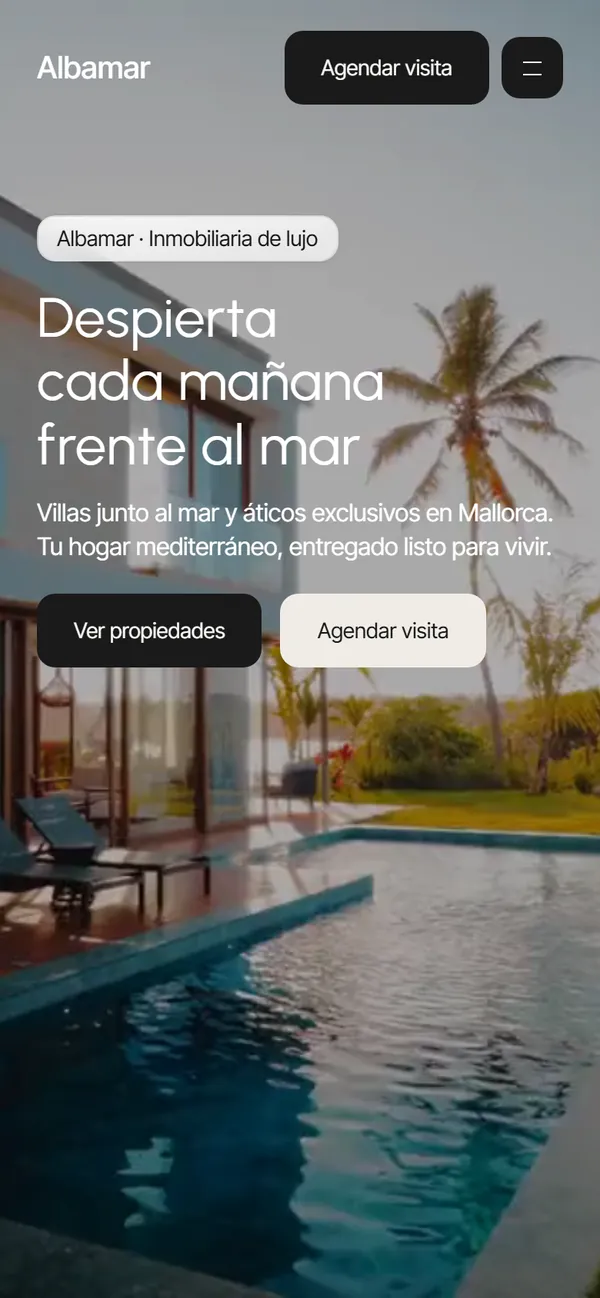 Albamar
Agendar visita
Albamar · Inmobiliaria de lujo
Despierta
cada mañana
frente al mar
Villas junto al mar y áticos exclusivos en Mallorca.
Tu hogar mediterráneo, entregado listo para vivir.
Ver propiedades
Agendar visita